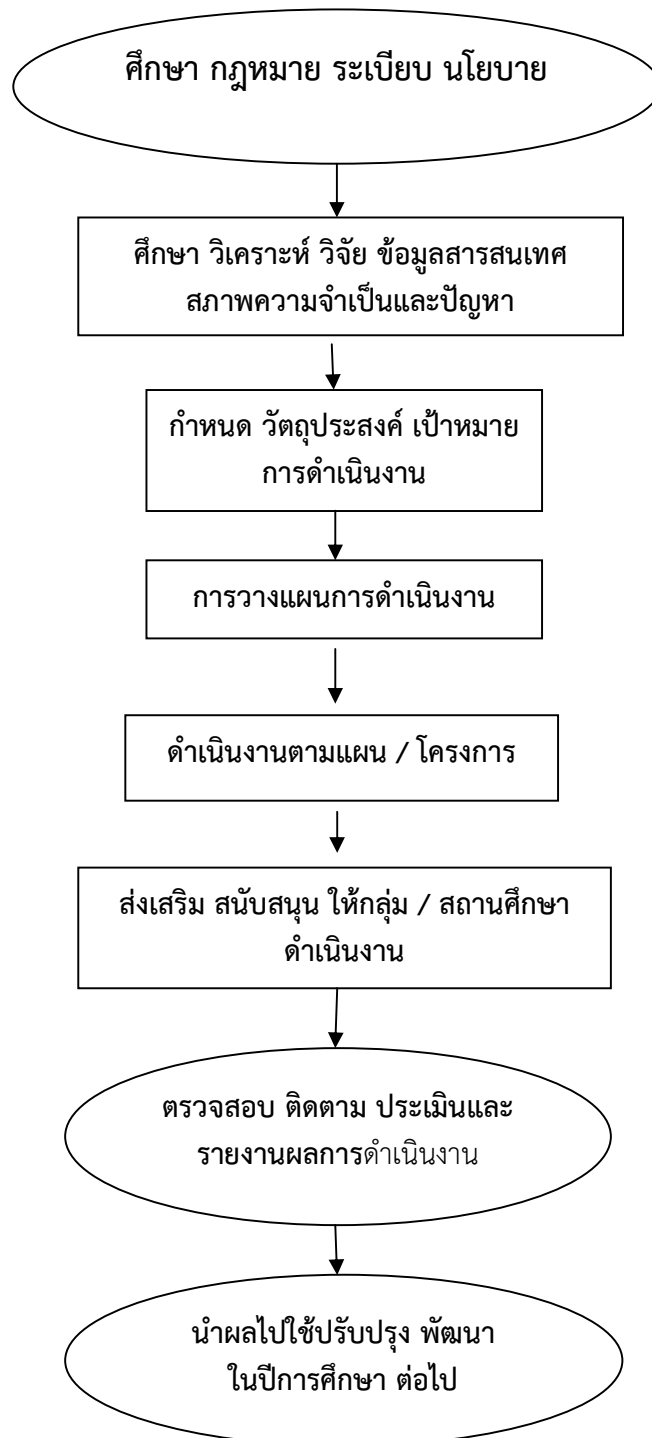 ศึกษา กฎหมาย ระเบียบ นโยบาย
ศึกษา วิเคราะห์ วิจัย ข้อมูลสารสนเทศ
สภาพความจำเป็นและปัญหา
กำหนด วัตถุประสงค์ เป้าหมาย
การดำเนินงาน
การวางแผนการดำเนินงาน
ดำเนินงานตามแผน / โครงการ
ส่งเสริม สนับสนุน ให้กลุ่ม / สถานศึกษา
ดำเนินงาน
ตรวจสอบ ติดตาม ประเมินและ
รายงานผลการดำเนินงาน
นำผลไปใช้ปรับปรุง พัฒนา
ในปีการศึกษา ต่อไป